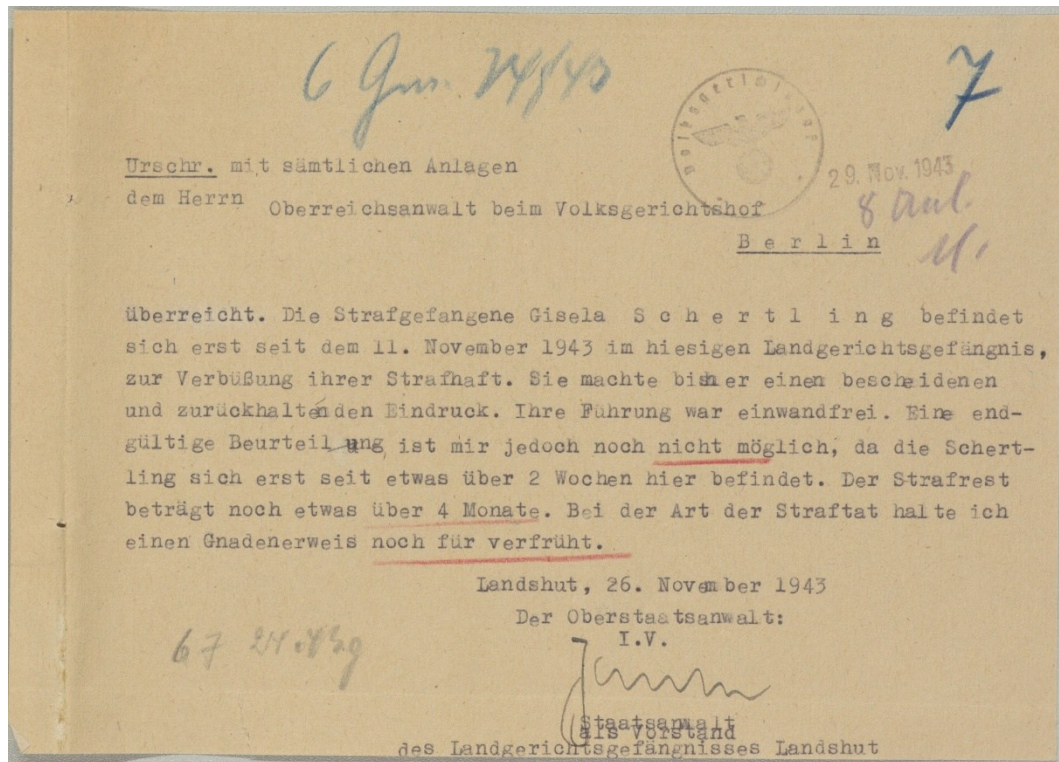 6 Gns. 74/43
7
Volksgerichtshof
29. Nov. 1943
8 Anl.
Urschr. mit sämtlichen Anlagen
dem Herrn
Oberreichsanwalt beim Volksgerichtshof
B e r l i n
überreicht. Die Strafgefangene Gisela S c h e r t l i n g befindet
sich erst seit dem 11. November 1943 im hiesigen Landgerichtsgefängnis,
zur Verbüßung ihrer Strafhaft. Sie machte bisher einen bescheidenen
und zurückhaltenden Eindruck. Ihre Führung war einwandfrei. Eine end-
gültige Beurteilung ist mir jedoch noch nicht möglich, da die Schert-
ling sich erst seit etwas über 2 Wochen hier befindet. Der Strafrest
beträgt noch etwas über 4 Monate. Bei der Art der Straftat halte ich
einen Gnadenerweis noch für verfrüht.
Landshut, 26. November 1943
Der Oberstaatsanwalt:
I.V.
Staatsanwalt
als Vorstand
des Landgerichtsgefängnisses Landshut